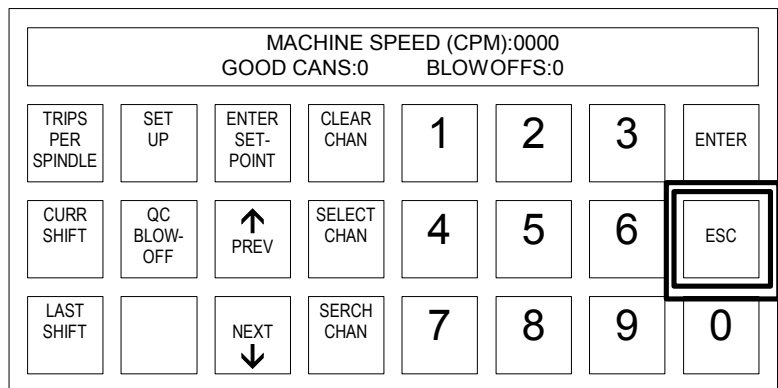 MACHINE SPEED (CPM):0000
GOOD CANS:0 BLOWOFFS:0
TRIPS
PER
SPINDLE
SET
UP
ENTER
SET-
POINT
CLEAR
CHAN
1
2
3
ENTER
CURR
SHIFT
QC
BLOW-
OFF
↑
PREV
SELECT
CHAN
4
5
6
ESC
LAST
SHIFT
NEXT
↓
SERCH
CHAN
7
8
9
0